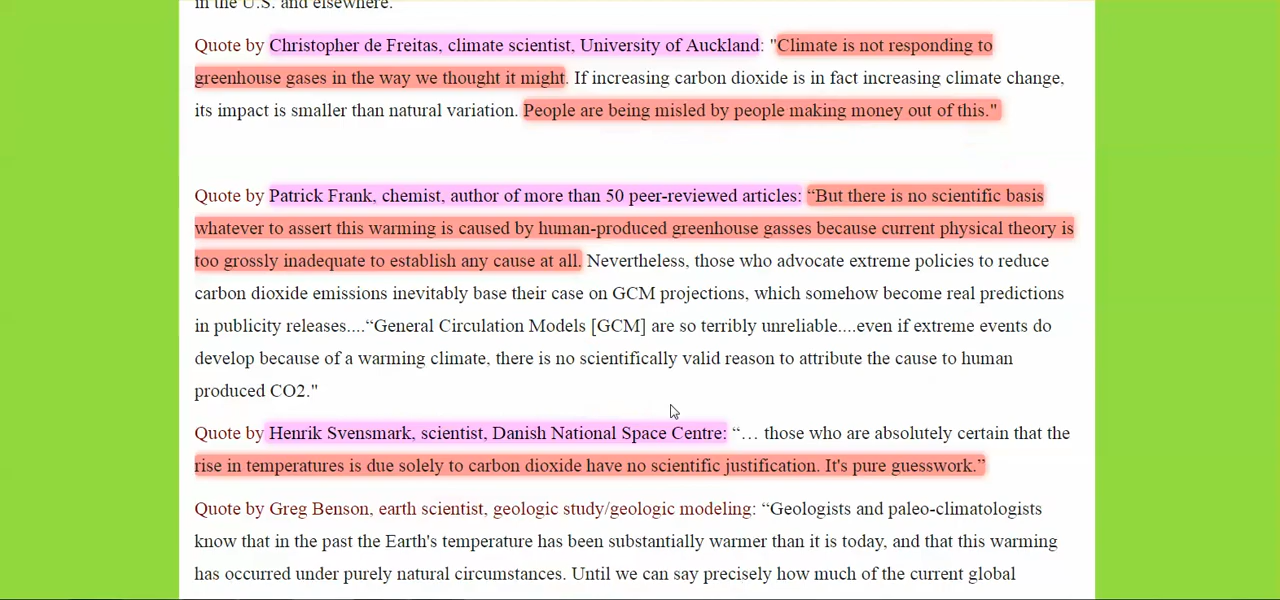 in the U.S. and elsewhere.
Quote by Christopher de Freitas, climate scientist, University of Auckland: "Climate is not responding to
greenhouse gases in the way we thought it might. If increasing carbon dioxide is in fact increasing climate change,
its impact is smaller than natural variation. People are being misled by people making money out of this."
Quote by Patrick Frank, chemist, author of more than 50 peer-reviewed articles: “But there is no scientific basis
whatever to assert this warming is caused by human-produced greenhouse gasses because current physical theory is
too grossly inadequate to establish any cause at all. Nevertheless, those who advocate extreme policies to reduce
carbon dioxide emissions inevitably base their case on GCM projections, which somehow become real predictions
in publicity releases....“General Circulation Models [GCM] are so terribly unreliable....even if extreme events do
develop because of a warming climate, there is no scientifically valid reason to attribute the cause to human
produced CO2."
Quote by Henrik Svensmark, scientist, Danish National Space Centre: “… those who are absolutely certain that the
rise in temperatures is due solely to carbon dioxide have no scientific justification. It's pure guesswork.”
Quote by Greg Benson, earth scientist, geologic study/geologic modeling: “Geologists and paleo-climatologists
know that in the past the Earth's temperature has been substantially warmer than it is today, and that this warming
has occurred under purely natural circumstances. Until we can say precisely how much of the current global